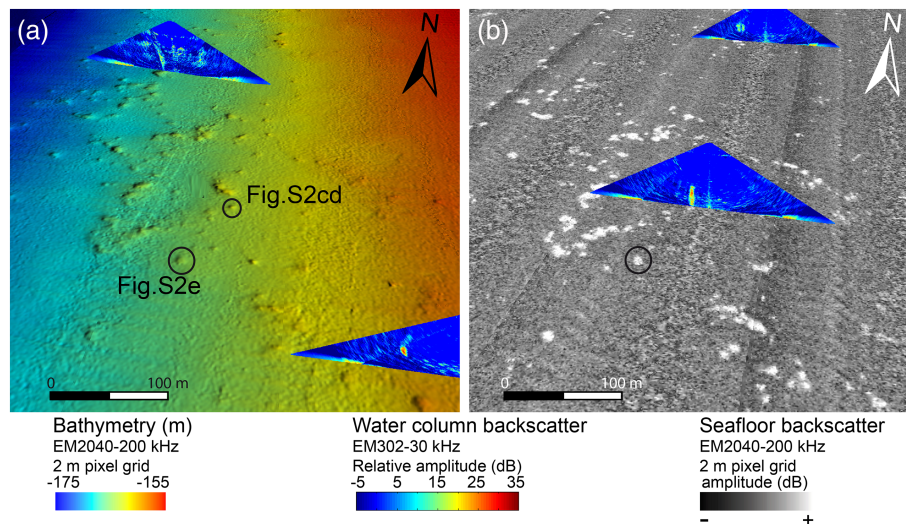 (a)
N
Fig.S2cd
Fig.S2e
0 100 m
(b)
N
0 100 m
Bathymetry (m)
EM2040-200 kHz
2 m pixel grid
-175 -155
Water column backscatter
EM302-30 kHz
Relative amplitude (dB)
-5 5 15 25 35
Seafloor backscatter
EM2040-200 kHz
2 m pixel grid
amplitude (dB)
- +